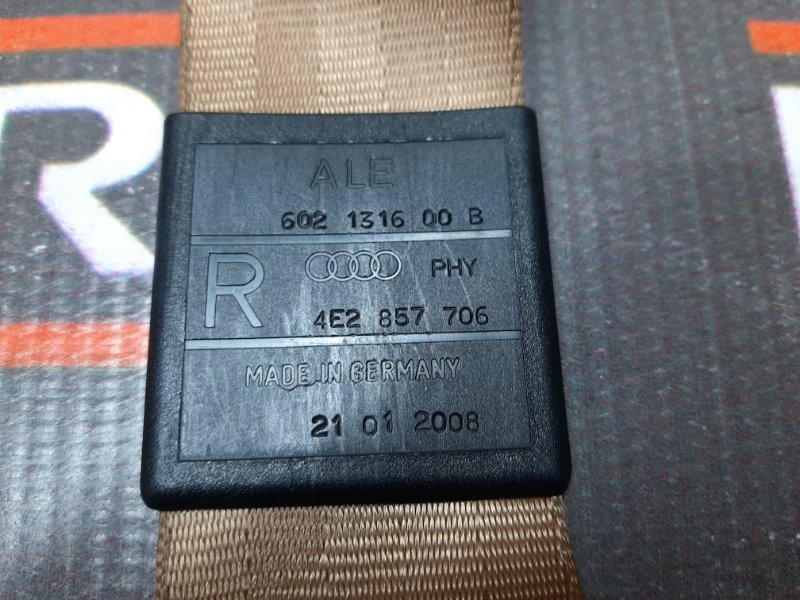 ALE
602 1316 00 B
R PHY
4E2 857 706
MADE IN GERMANY
21 01 2008